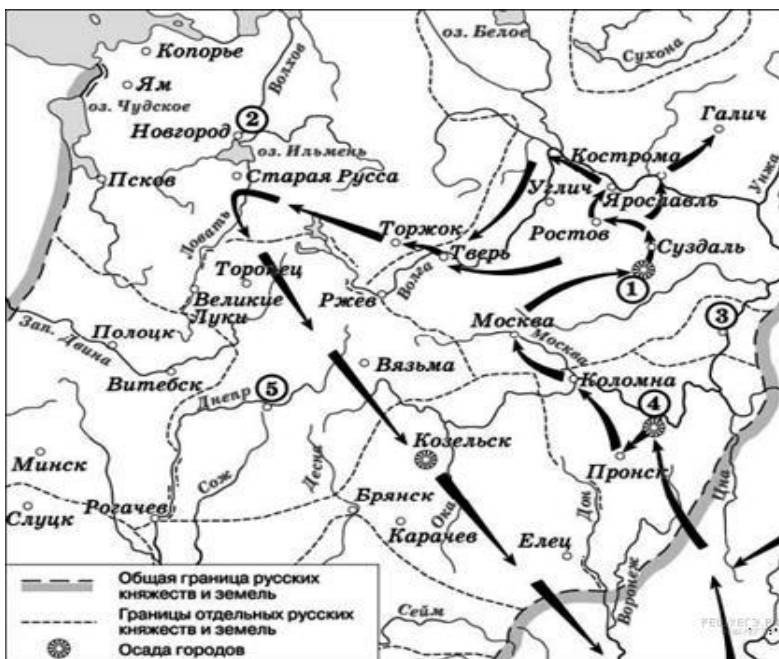 Копорье
Ям
оз. Чудское
Волхов
Новгород
2
оз. Ильмень
Псков
Старая Русса
Ловать
Торопец
Великие
Луки
Полоцк
Зап. Двина
Витебск
оз. Белое
Сухона
Галич
Кострома
Унжа
Углич
Ярославль
Ростов
Суздаль
Торжок
Тверь
Ржев
Волга
1
Москва
Москва
3
Коломна
4
Пронск
Вязьма
Днепр
5
Козельск
Минск
Слуцк
Рогачев
Сож
Десна
Брянск
Карачев
Ока
Дон
Елец
Воронеж
Цна
Сейм
Общая граница русских
княжеств и земель
Границы отдельных русских
княжеств и земель
Осада городов